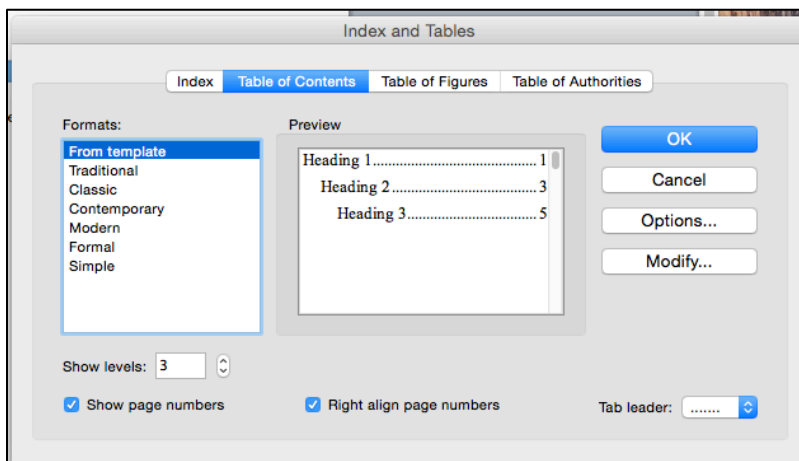 Index and Tables
Index Table of Contents Table of Figures Table of Authorities
Formats:
From template
Traditional
Classic
Contemporary
Modern
Formal
Simple
Preview
Heading 1.......................................... 1
Heading 2..................................... 3
Heading 3................................. 5
OK
Cancel
Options...
Modify...
Show levels: 3
Show page numbers
Right align page numbers
Tab leader: .......